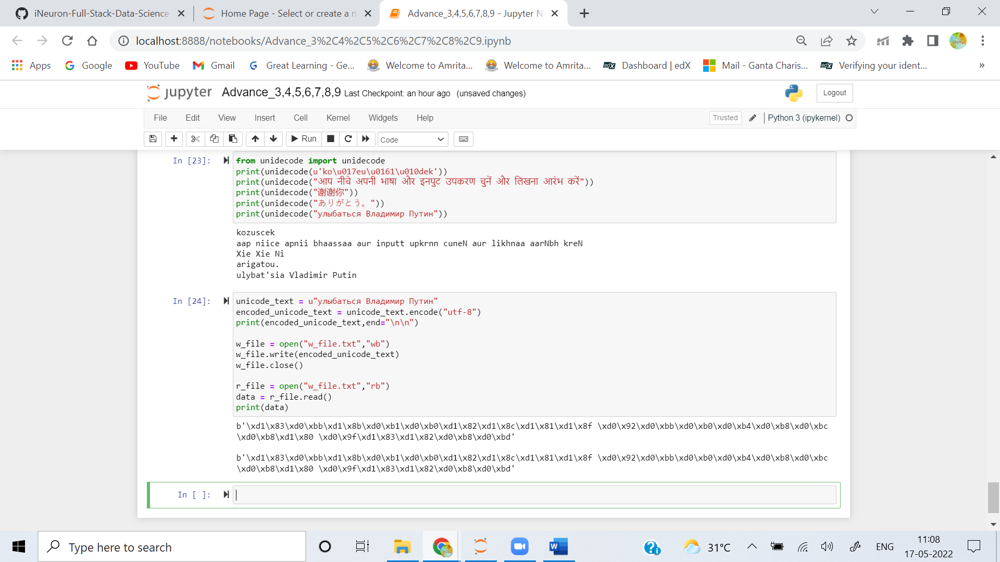 iNeuron-Full-Stack-Data-Science
Home Page - Select or create a n
Advance_3,4,5,6,7,8,9 - Jupyter N
localhost:8888/notebooks/Advance_3%2C4%2C5%2C6%2C7%2C8%2C9.ipynb
Apps Google YouTube Gmail Great Learning - Ge... Welcome to Amrita... Welcome to Amrita... edX Dashboard | edX Mail - Ganta Charis... edX Verifying your ident... »
jupyter Advance_3,4,5,6,7,8,9 Last Checkpoint: an hour ago (unsaved changes) Logout
File Edit View Insert Cell Kernel Widgets Help Trusted Python 3 (ipykernel)
Run Code
In [23]: from unidecode import unidecode
print(unidecode(u'ko\u017eu\u0161\u010dek'))
print(unidecode("आप नीचे अपनी भाषा और इनपुट उपकरण चुनें और लिखना आरंभ करें"))
print(unidecode("谢谢你"))
print(unidecode("ありがとう。"))
print(unidecode("улыбаться Владимир Путин"))
kozuscek
aap niice apnii bhaassaa aur inputt upkrnn cuneN aur likhnaa aarNbh kreN
Xie Xie Ni
arigatou.
ulybat'sia Vladimir Putin
In [24]: unicode_text = u"улыбаться Владимир Путин"
encoded_unicode_text = unicode_text.encode("utf-8")
print(encoded_unicode_text,end="\n\n")
w_file = open("w_file.txt","wb")
w_file.write(encoded_unicode_text)
w_file.close()
r_file = open("w_file.txt","rb")
data = r_file.read()
print(data)
b'\xd1\x83\xd0\xbb\xd1\x8b\xd0\xb1\xd0\xb0\xd1\x82\xd1\x8c\xd1\x81\xd1\x8f \xd0\x92\xd0\xbb\xd0\xb0\xd0\xb4\xd0\xb8\xd0\xbc
\xd0\xb8\xd1\x80 \xd0\x9f\xd1\x83\xd1\x82\xd0\xb8\xd0\xbd'
b'\xd1\x83\xd0\xbb\xd1\x8b\xd0\xb1\xd0\xb0\xd1\x82\xd1\x8c\xd1\x81\xd1\x8f \xd0\x92\xd0\xbb\xd0\xb0\xd0\xb4\xd0\xb8\xd0\xbc
\xd0\xb8\xd1\x80 \xd0\x9f\xd1\x83\xd1\x82\xd0\xb8\xd0\xbd'
In [ ]:
Type here to search
31°C
ENG
11:08
17-05-2022